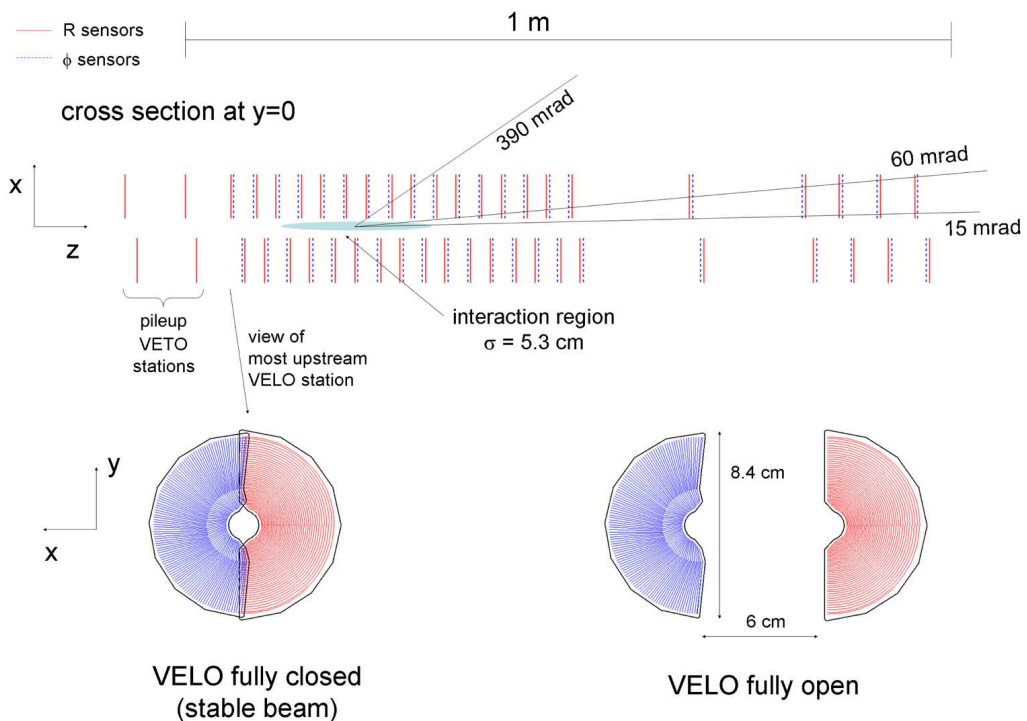 R sensors
1 m
ϕ sensors
cross section at y=0
390 mrad
60 mrad
x
z
15 mrad
pileup
VETO
stations
view of
most upstream
VELO station
interaction region
σ = 5.3 cm
y
x
8.4 cm
6 cm
VELO fully closed
(stable beam)
VELO fully open